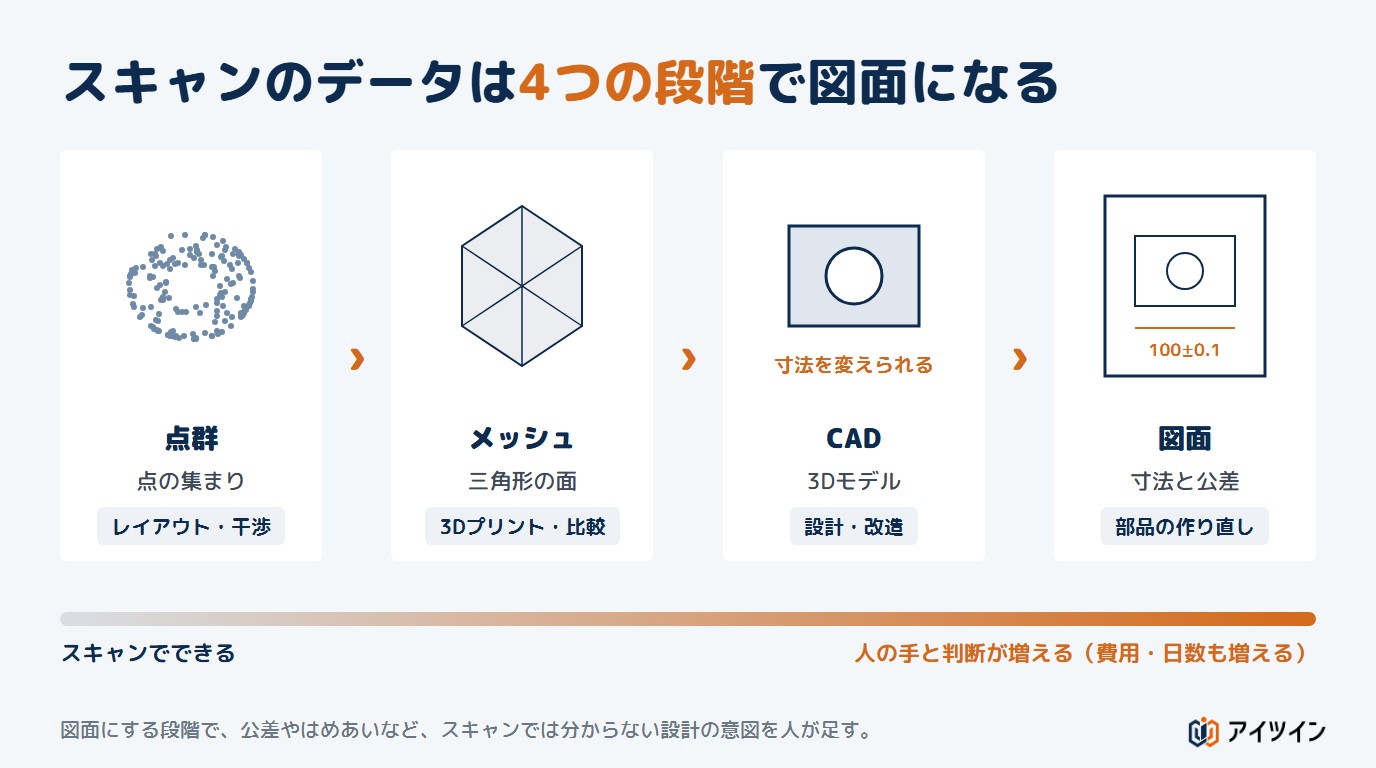 スキャンのデータは4つの段階で図面になる
点群
点の集まり
レイアウト・干渉
›
メッシュ
三角形の面
3Dプリント・比較
›
寸法を変えられる
CAD
3Dモデル
設計・改造
›
100±0.1
図面
寸法と公差
部品の作り直し
スキャンでできる
人の手と判断が増える（費用・日数も増える）
図面にする段階で、公差やはめあいなど、スキャンでは分からない設計の意図を人が足す。
アイツイン